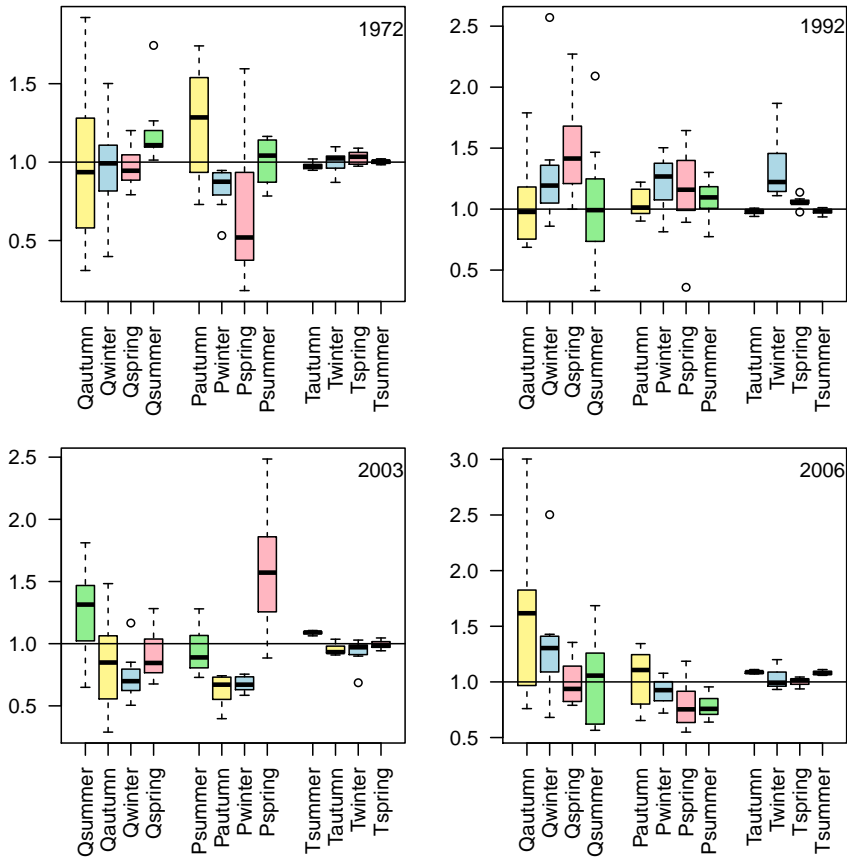 1972
1.5
1.0
0.5
Qautumn
Qwinter
Qspring
Qsummer
Pautumn
Pwinter
Pspring
Psummer
Tautumn
Twinter
Tspring
Tsummer
1992
2.5
2.0
1.5
1.0
0.5
Qautumn
Qwinter
Qspring
Qsummer
Pautumn
Pwinter
Pspring
Psummer
Tautumn
Twinter
Tspring
Tsummer
2003
2.5
2.0
1.5
1.0
0.5
Qsummer
Qautumn
Qwinter
Qspring
Psummer
Pautumn
Pwinter
Pspring
Tsummer
Tautumn
Twinter
Tspring
2006
3.0
2.5
2.0
1.5
1.0
0.5
Qautumn
Qwinter
Qspring
Qsummer
Pautumn
Pwinter
Pspring
Psummer
Tautumn
Twinter
Tspring
Tsummer